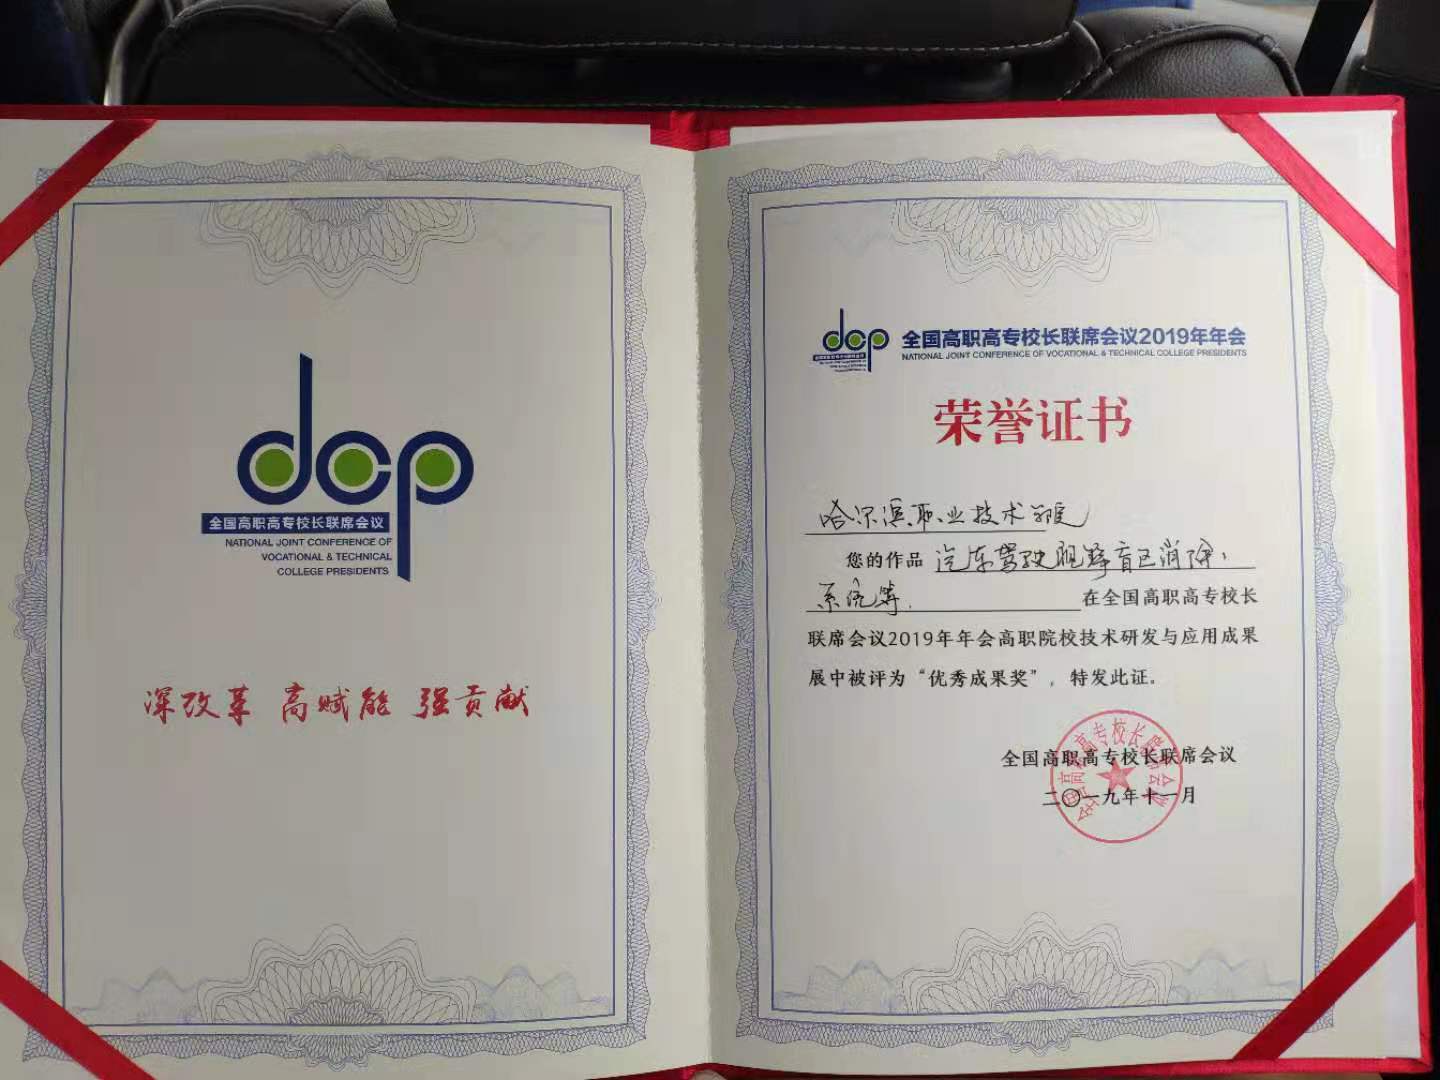 dcp
全国高职高专校长联席会议
NATIONAL JOINT CONFERENCE OF
VOCATIONAL & TECHNICAL
COLLEGE PRESIDENTS
深改革 高赋能 强贡献
dcp 全国高职高专校长联席会议2019年年会
NATIONAL JOINT CONFERENCE OF VOCATIONAL & TECHNICAL COLLEGE PRESIDENTS
荣誉证书
哈尔滨职业技术学院
您的作品 汽车驾驶视野盲区消除
系统等 在全国高职高专校长
联席会议2019年年会高职院校技术研发与应用成果
展中被评为“优秀成果奖”，特发此证。
全国高职高专校长联席会议
二〇一九年十一月